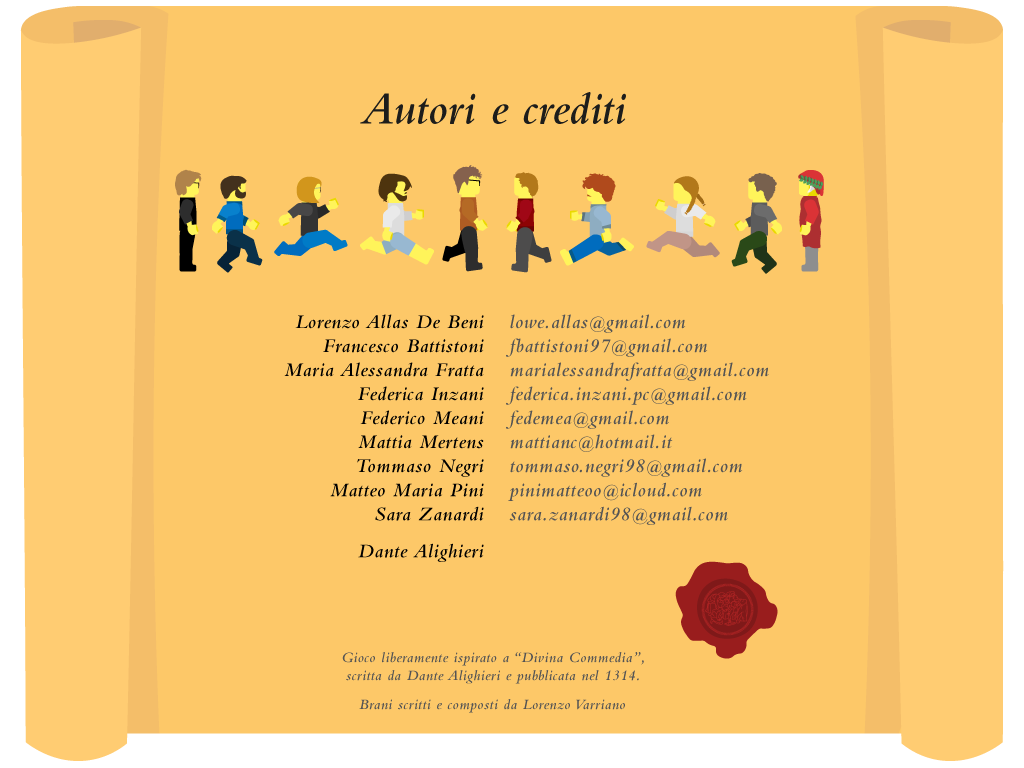 Autori e crediti
Lorenzo Allas De Beni lowe.allas@gmail.com
Francesco Battistoni fbattistoni97@gmail.com
Maria Alessandra Fratta marialessandrafratta@gmail.com
Federica Inzani federica.inzani.pc@gmail.com
Federico Meani fedemea@gmail.com
Mattia Mertens mattianc@hotmail.it
Tommaso Negri tommaso.negri98@gmail.com
Matteo Maria Pini pinimatteoo@icloud.com
Sara Zanardi sara.zanardi98@gmail.com
Dante Alighieri
Gioco liberamente ispirato a “Divina Commedia”,
scritta da Dante Alighieri e pubblicata nel 1314.
Brani scritti e composti da Lorenzo Varriano